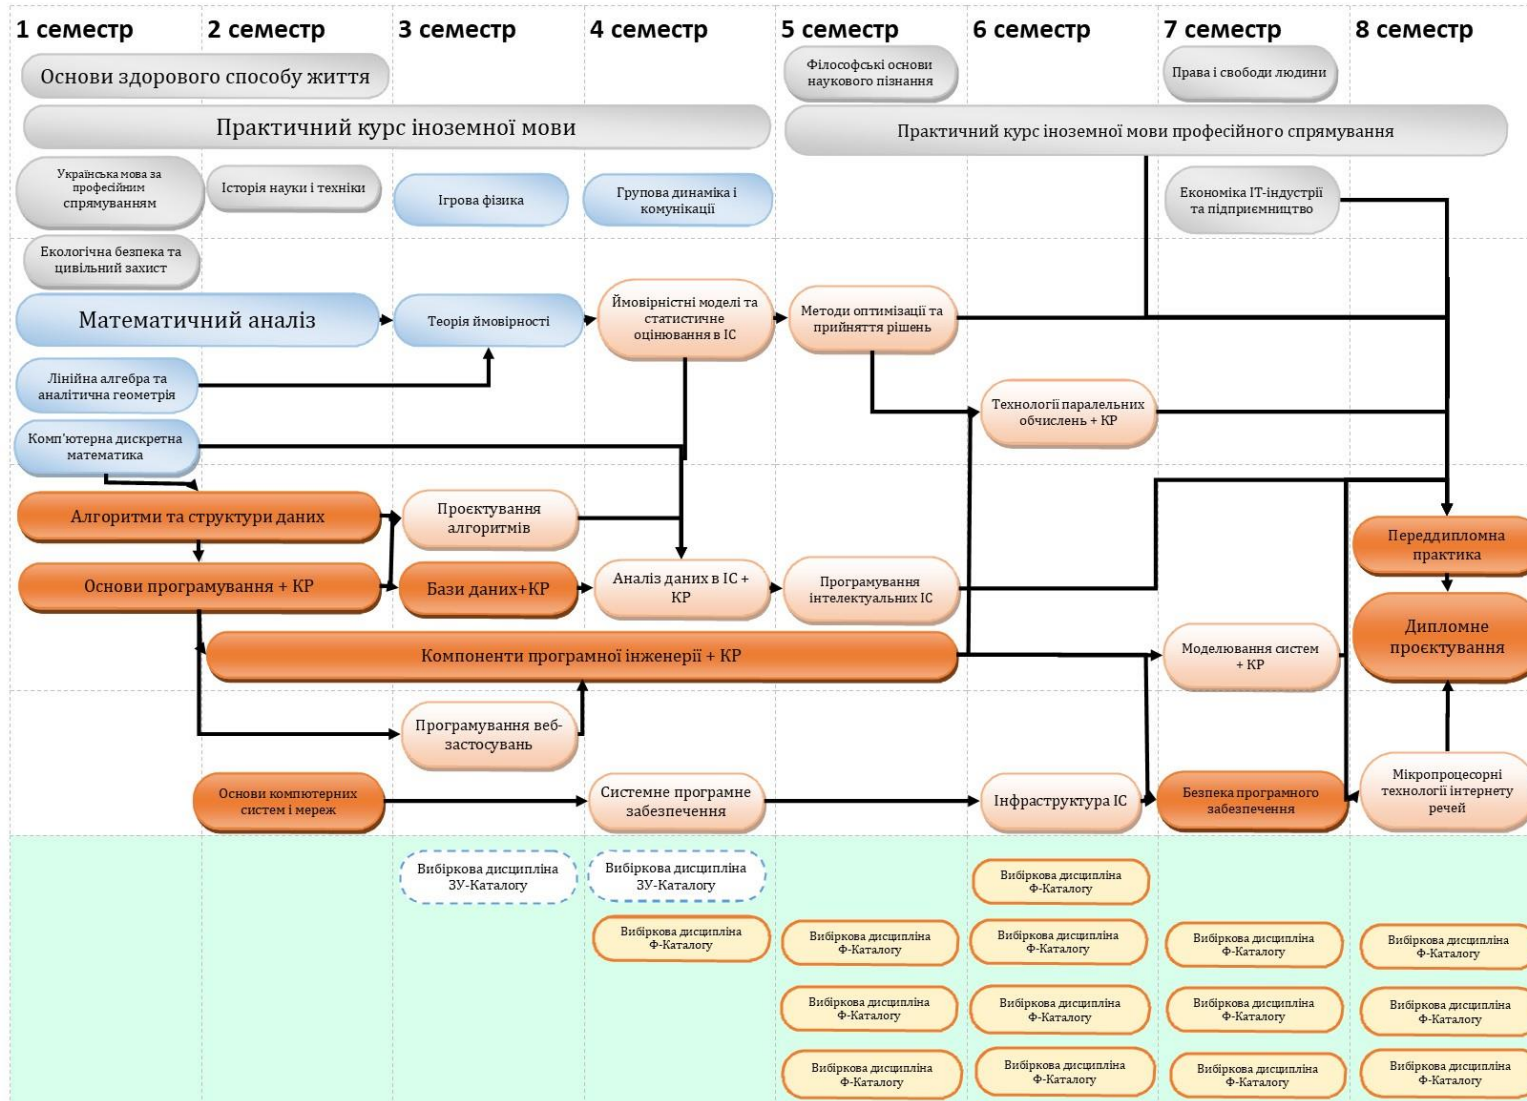 1 семестр
2 семестр
3 семестр
4 семестр
5 семестр
6 семестр
7 семестр
8 семестр
Основи здорового способу життя
Філософські основи
наукового пізнання
Права і свободи людини
Практичний курс іноземної мови
Практичний курс іноземної мови професійного спрямування
Українська мова за
професійним
спрямуванням
Історія науки і техніки
Ігрова фізика
Групова динаміка і
комунікації
Економіка ІТ-індустрії
та підприємництво
Екологічна безпека та
цивільний захист
Математичний аналіз
Теорія ймовірності
Ймовірністні моделі та
статистичне
оцінювання в ІС
Методи оптимізації та
прийняття рішень
Лінійна алгебра та
аналітична геометрія
Технології паралельних
обчислень + КР
Комп'ютерна дискретна
математика
Алгоритми та структури даних
Проєктування
алгоритмів
Переддипломна
практика
Основи програмування + КР
Бази даних+КР
Аналіз даних в ІС +
КР
Програмування
інтелектуальних ІС
Компоненти програмної інженерії + КР
Моделювання систем
+ КР
Дипломне
проєктування
Програмування веб-
застосувань
Основи компютерних
систем і мереж
Системне програмне
забезпечення
Інфраструктура ІС
Безпека програмного
забезпечення
Мікропроцесорні
технології інтернету
речей
Вибіркова дисципліна
ЗУ-Каталогу
Вибіркова дисципліна
ЗУ-Каталогу
Вибіркова дисципліна
Ф-Каталогу
Вибіркова дисципліна
Ф-Каталогу
Вибіркова дисципліна
Ф-Каталогу
Вибіркова дисципліна
Ф-Каталогу
Вибіркова дисципліна
Ф-Каталогу
Вибіркова дисципліна
Ф-Каталогу
Вибіркова дисципліна
Ф-Каталогу
Вибіркова дисципліна
Ф-Каталогу
Вибіркова дисципліна
Ф-Каталогу
Вибіркова дисципліна
Ф-Каталогу
Вибіркова дисципліна
Ф-Каталогу
Вибіркова дисципліна
Ф-Каталогу
Вибіркова дисципліна
Ф-Каталогу
Вибіркова дисципліна
Ф-Каталогу